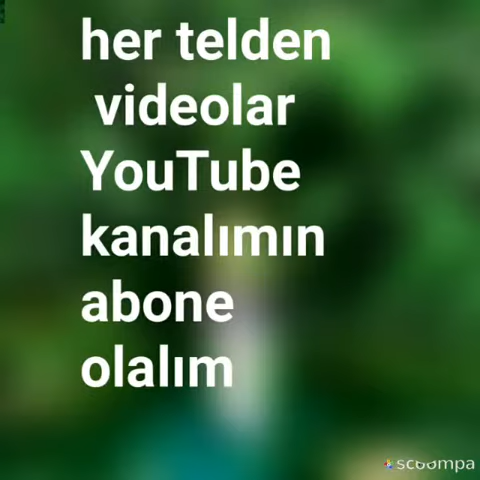 her telden
videolar
YouTube
kanalımın
abone
olalım
scoompa